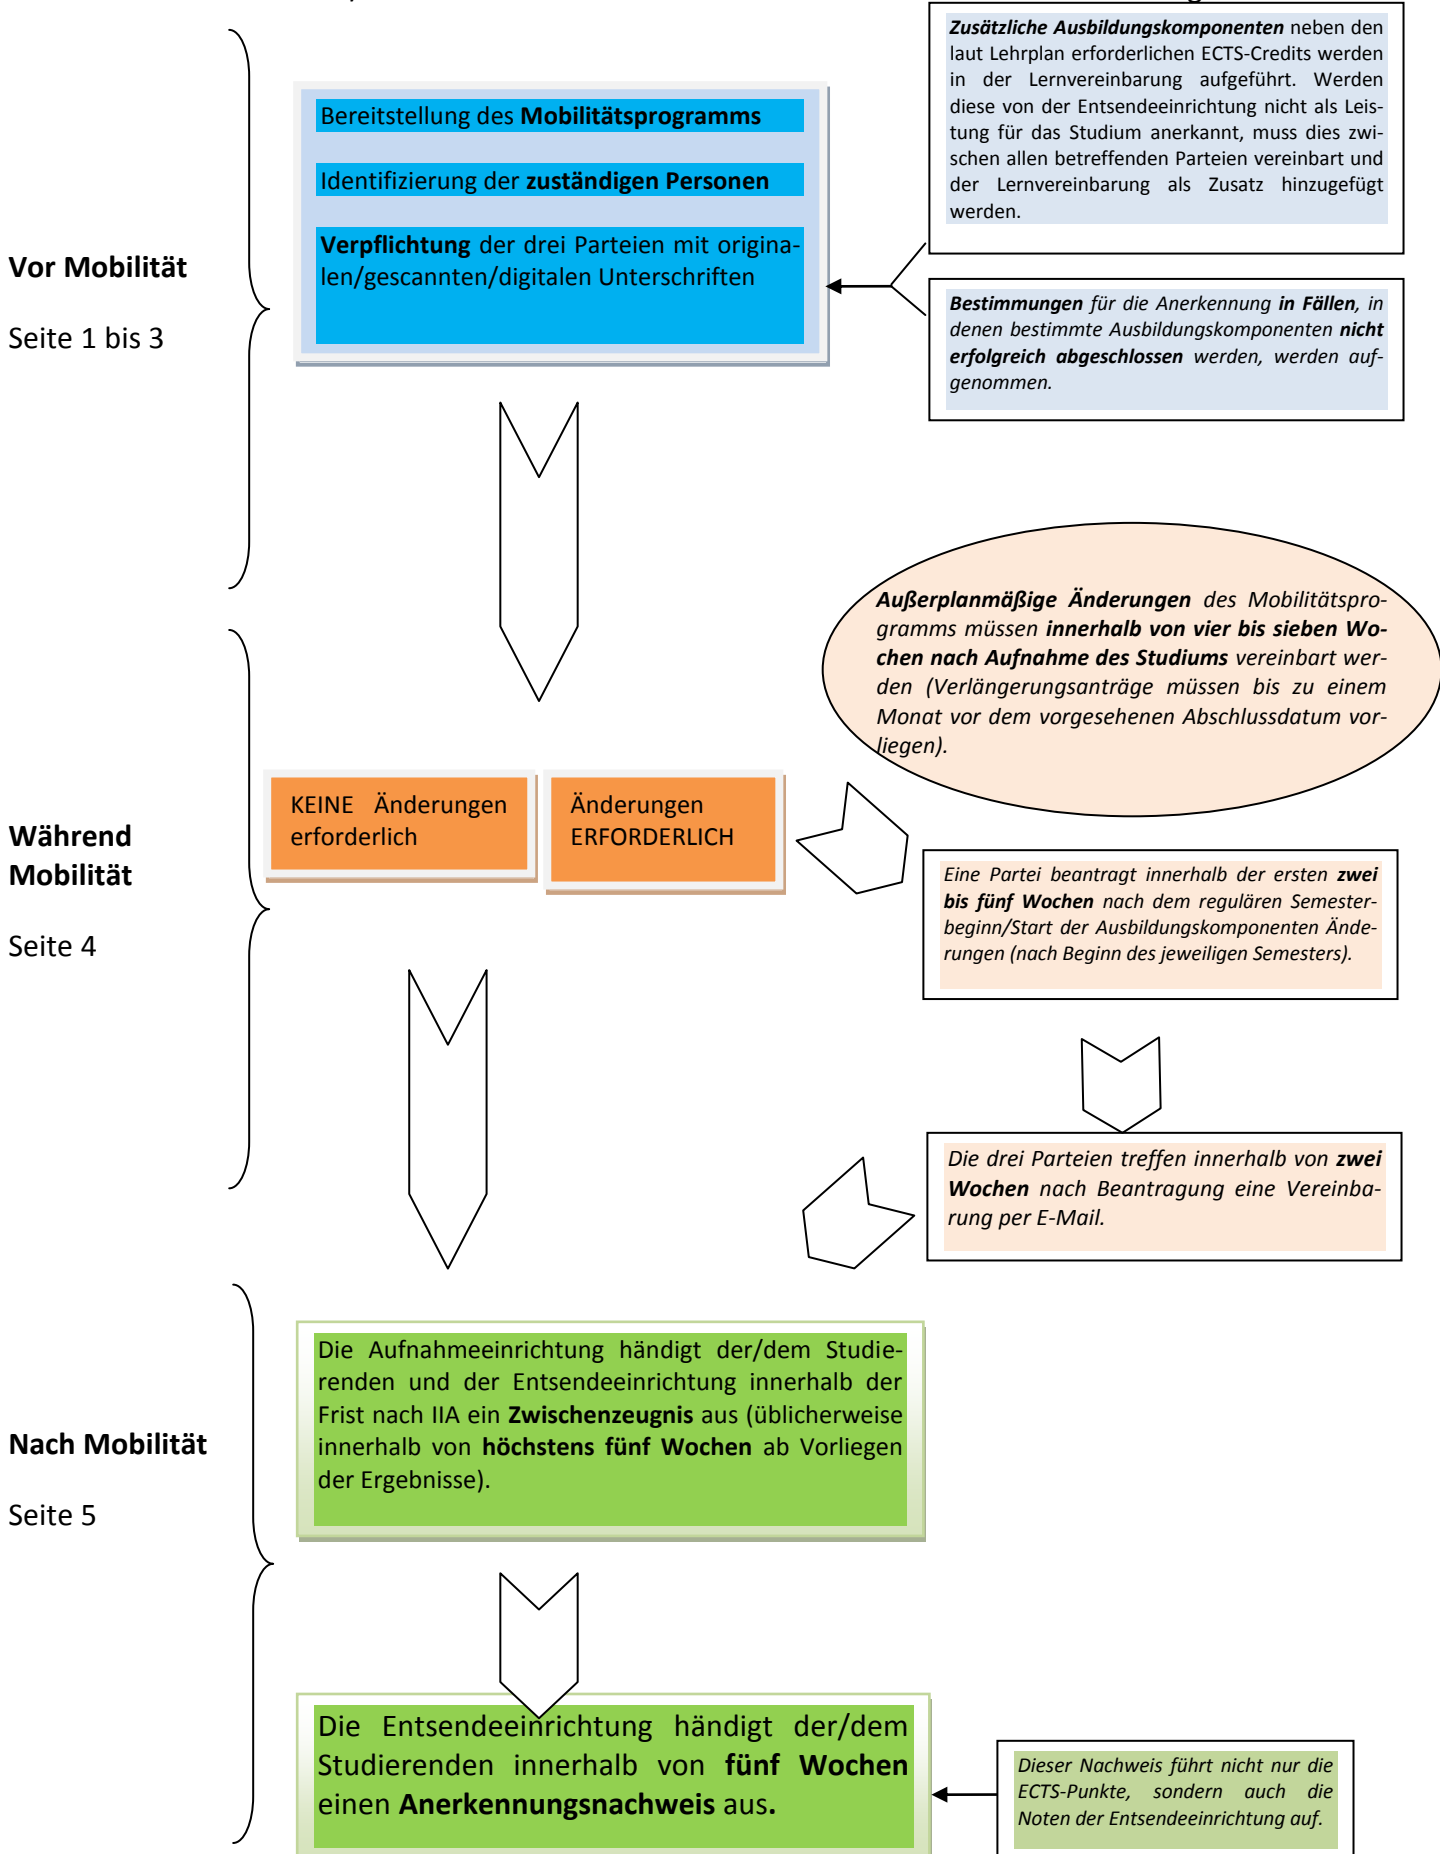 Zusätzliche Ausbildungskomponenten neben den
laut Lehrplan erforderlichen ECTS-Credits werden
in der Lernvereinbarung aufgeführt. Werden
diese von der Entsendeeinrichtung nicht als Leis-
tung für das Studium anerkannt, muss dies zwi-
schen allen betreffenden Parteien vereinbart und
der Lernvereinbarung als Zusatz hinzugefügt
werden.
Bereitstellung des Mobilitätsprogramms
Identifizierung der zuständigen Personen
Verpflichtung der drei Parteien mit origina-
len/gescannten/digitalen Unterschriften
Vor Mobilität
Seite 1 bis 3
Bestimmungen für die Anerkennung in Fällen, in
denen bestimmte Ausbildungskomponenten nicht
erfolgreich abgeschlossen werden, werden auf-
genommen.
Außerplanmäßige Änderungen des Mobilitätspro-
gramms müssen innerhalb von vier bis sieben Wo-
chen nach Aufnahme des Studiums vereinbart wer-
den (Verlängerungsanträge müssen bis zu einem
Monat vor dem vorgesehenen Abschlussdatum vor-
liegen).
Während
Mobilität
Seite 4
KEINE Änderungen
erforderlich
Änderungen
ERFORDERLICH
Eine Partei beantragt innerhalb der ersten zwei
bis fünf Wochen nach dem regulären Semester-
beginn/Start der Ausbildungskomponenten Ände-
rungen (nach Beginn des jeweiligen Semesters).
Die drei Parteien treffen innerhalb von zwei
Wochen nach Beantragung eine Vereinba-
rung per E-Mail.
Nach Mobilität
Seite 5
Die Aufnahmeeinrichtung händigt der/dem Studie-
renden und der Entsendeeinrichtung innerhalb der
Frist nach IIA ein Zwischenzeugnis aus (üblicherweise
innerhalb von höchstens fünf Wochen ab Vorliegen
der Ergebnisse).
Die Entsendeeinrichtung händigt der/dem
Studierenden innerhalb von fünf Wochen
einen Anerkennungsnachweis aus.
Dieser Nachweis führt nicht nur die
ECTS-Punkte, sondern auch die
Noten der Entsendeeinrichtung auf.